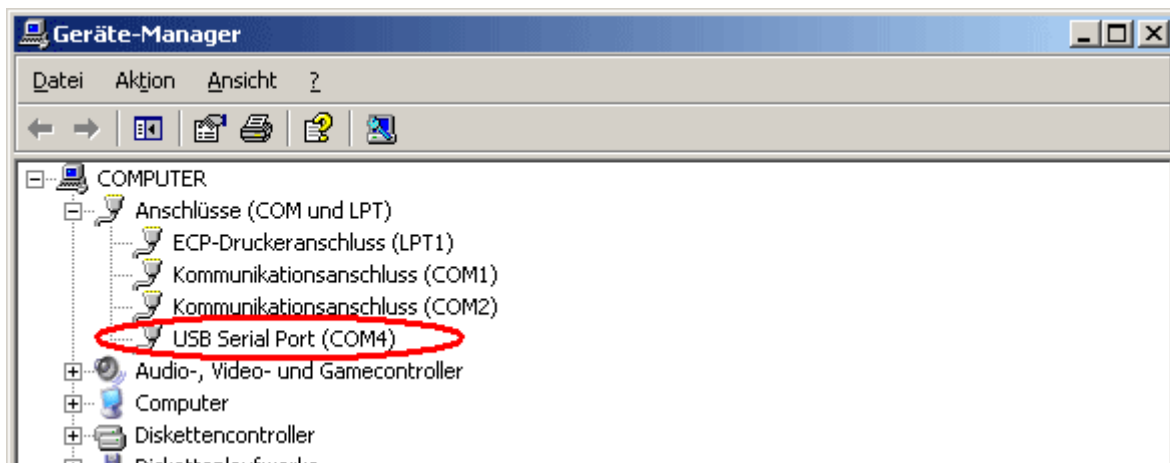 Geräte-Manager
Datei Aktion Ansicht ?
COMPUTER
Anschlüsse (COM und LPT)
ECP-Druckeranschluss (LPT1)
Kommunikationsanschluss (COM1)
Kommunikationsanschluss (COM2)
USB Serial Port (COM4)
Audio-, Video- und Gamecontroller
Computer
Diskettencontroller
Diskettenlaufwerke